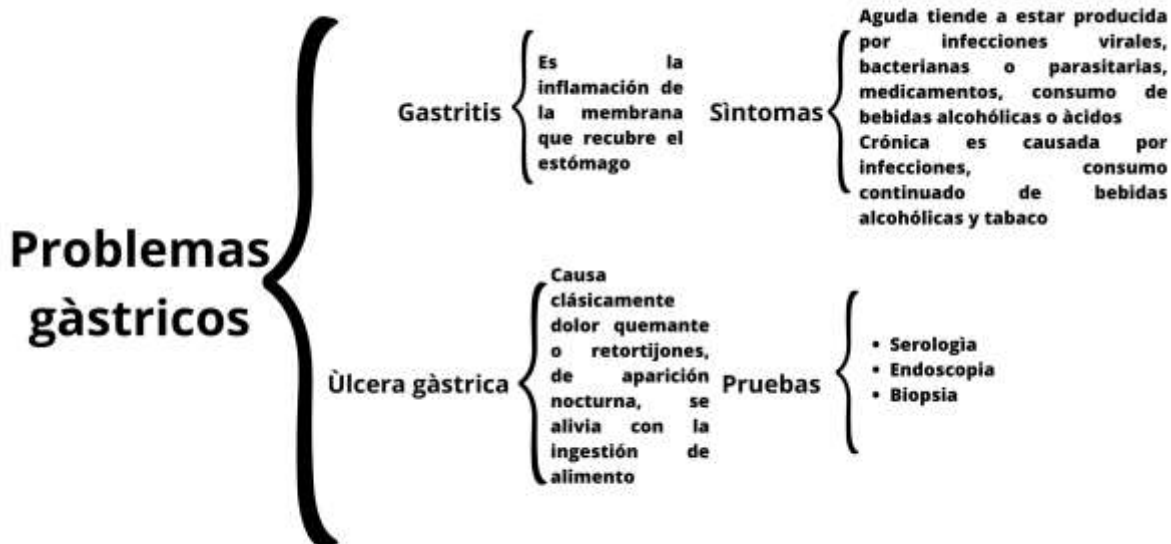 Problemas
gàstricos
Gastritis
Es la
inflamación de
la membrana
que recubre el
estómago
Sìntomas
Aguda tiende a estar producida
por infecciones virales,
bacterianas o parasitarias,
medicamentos, consumo de
bebidas alcohólicas o àcidos
Crónica es causada por
infecciones, consumo
continuado de bebidas
alcohólicas y tabaco
Ùlcera gàstrica
Causa
clásicamente
dolor quemante
o retortijones,
de aparición
nocturna, se
alivia con la
ingestión de
alimento
Pruebas
• Serologìa
• Endoscopia
• Biopsia